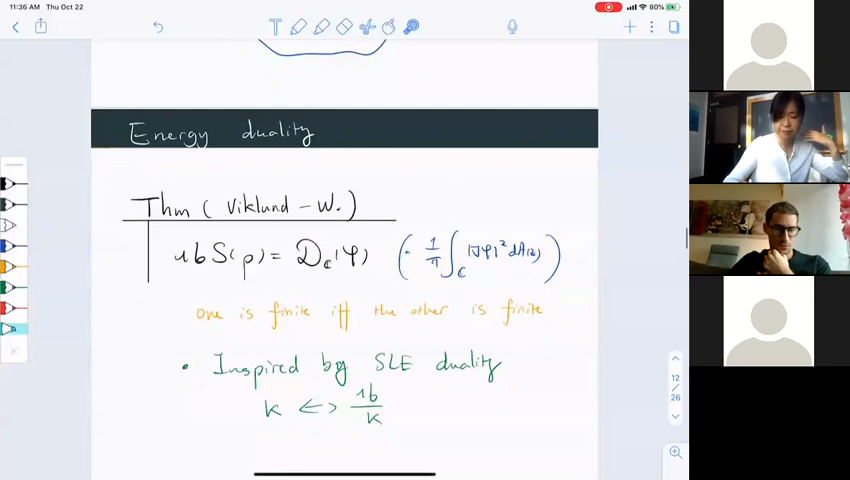 11:36 AM Thu Oct 22
80%
Energy duality
Thm (Viklund - W.)
16 S(ρ) = D_ℂ(φ) (= 1/π ∫_ℂ |∇φ|² dA(z))
one is finite iff the other is finite
• Inspired by SLE duality
κ <-> 16/κ
12
/
26